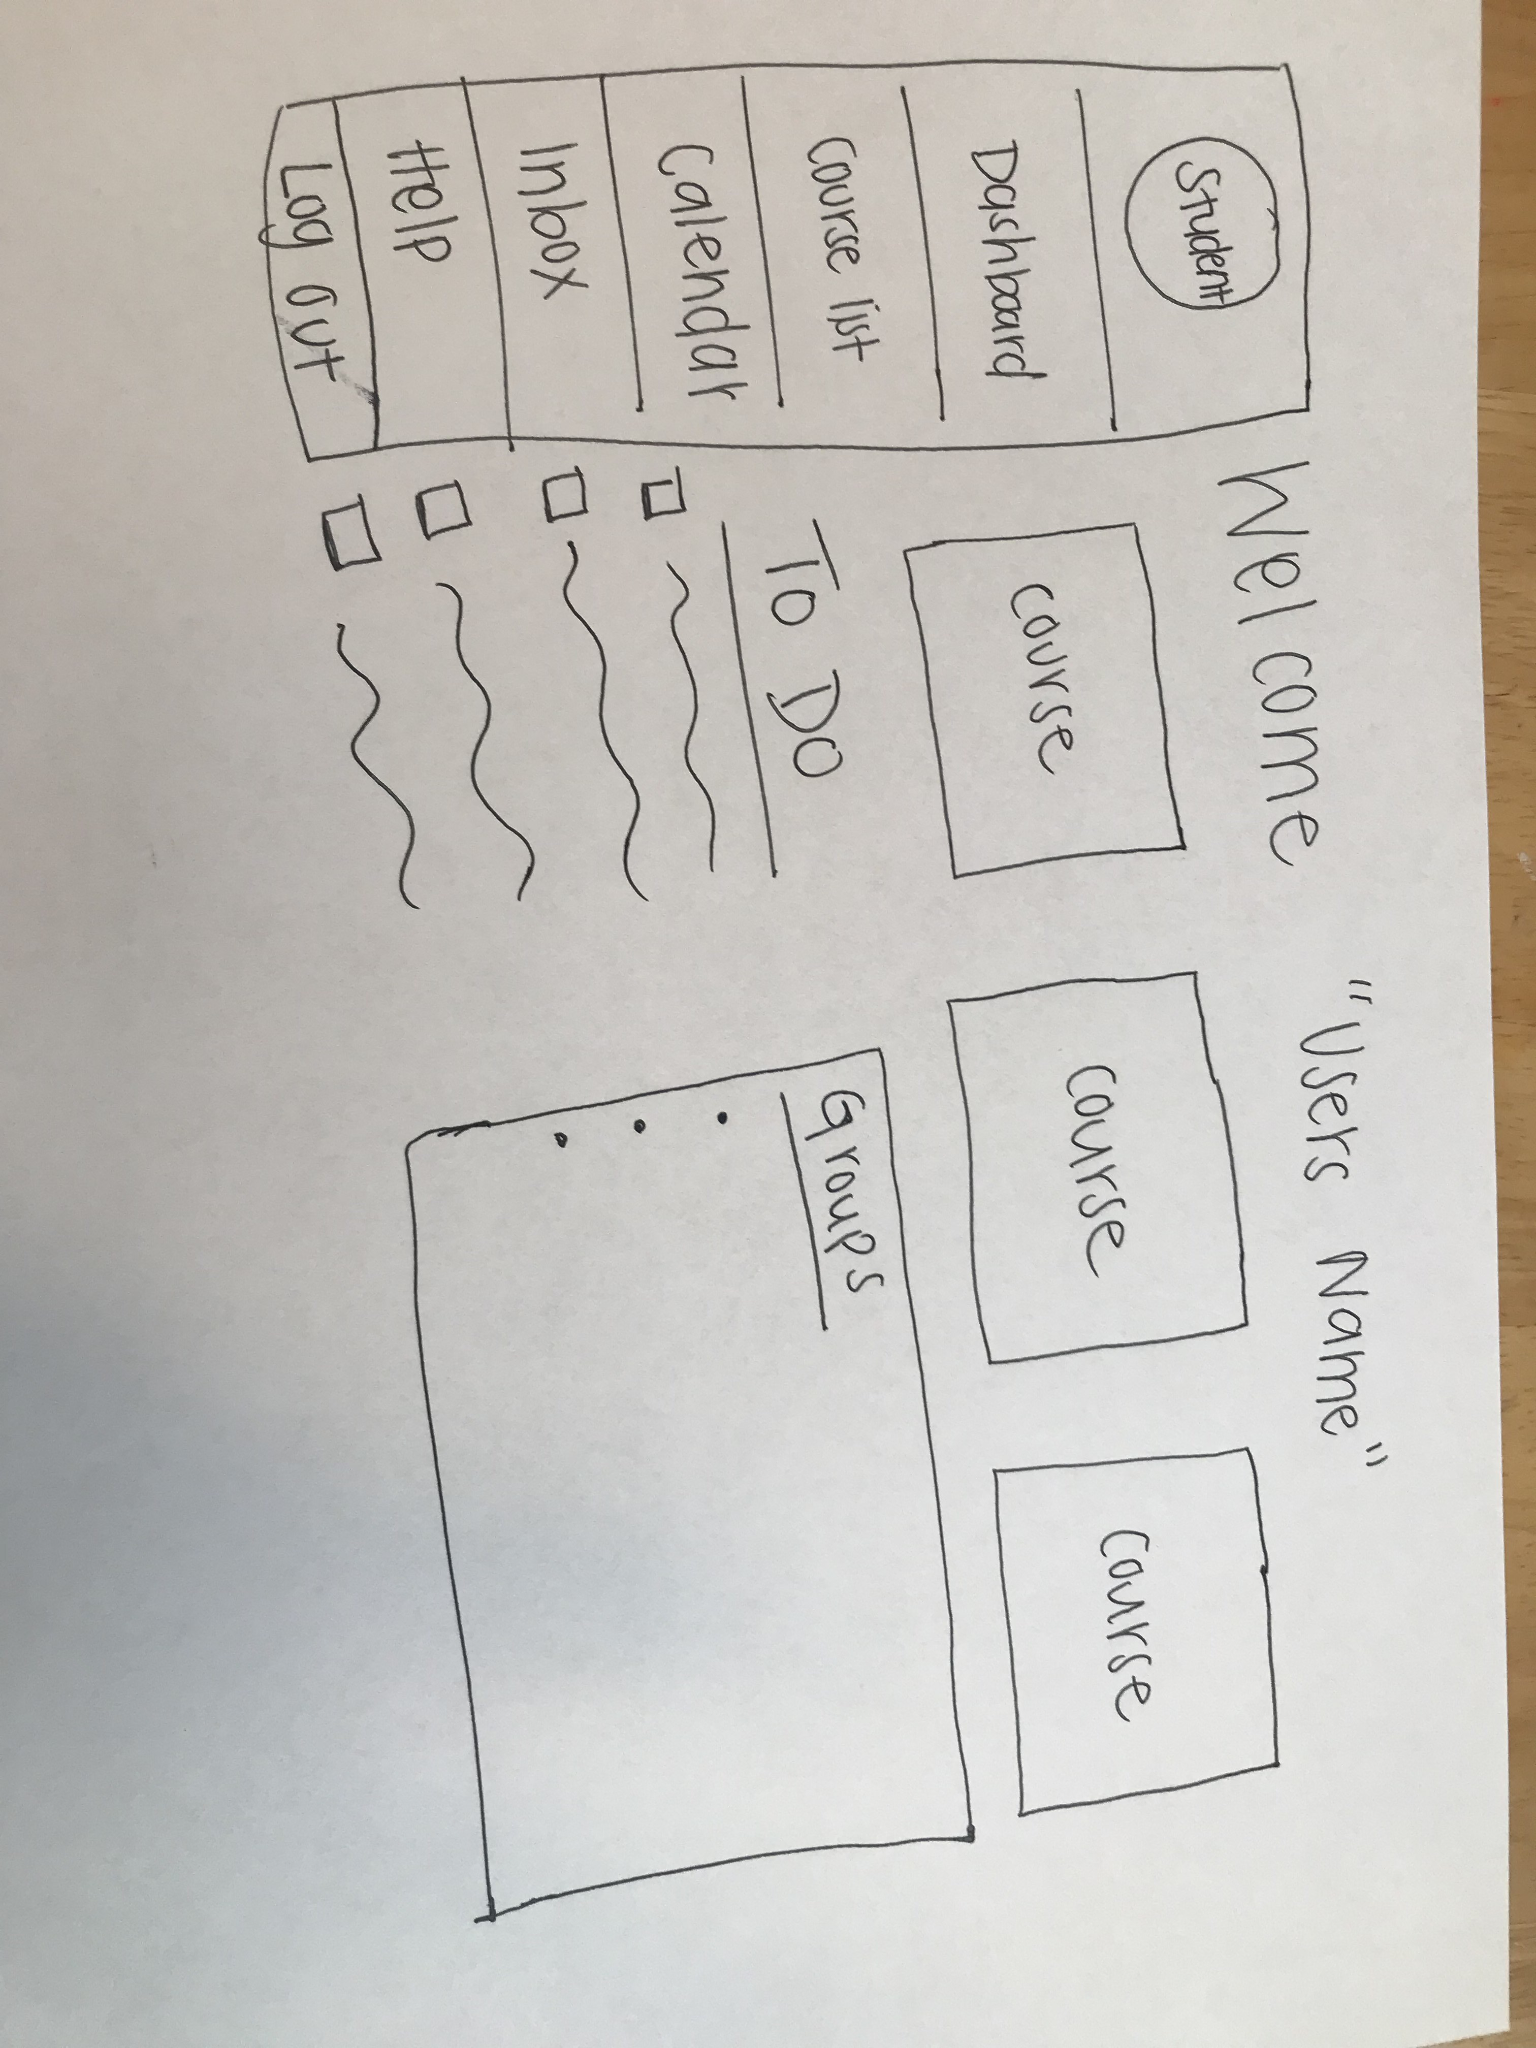 Student
Dashboard
Course list
Calendar
Inbox
Help
Log out
Welcome "Users Name"
course
course
course
To Do
Groups